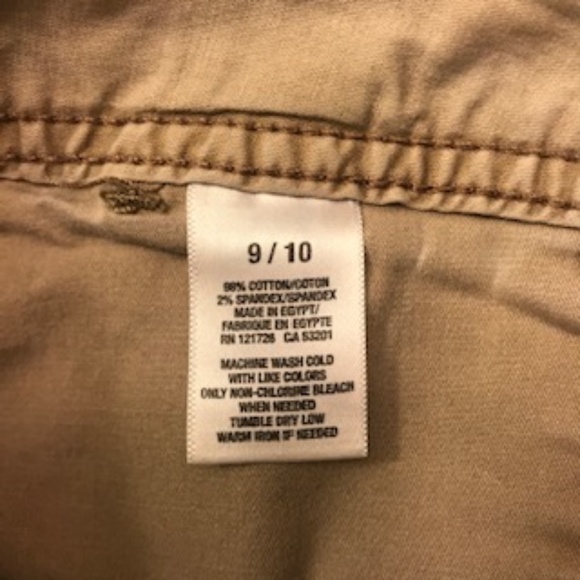 9 / 10
98% COTTON/COTON
2% SPANDEX/SPANDEX
MADE IN EGYPT/
FABRIQUE EN EGYPTE
RN 121726 CA 53201
MACHINE WASH COLD
WITH LIKE COLORS
ONLY NON-CHLORINE BLEACH
WHEN NEEDED
TUMBLE DRY LOW
WARM IRON IF NEEDED